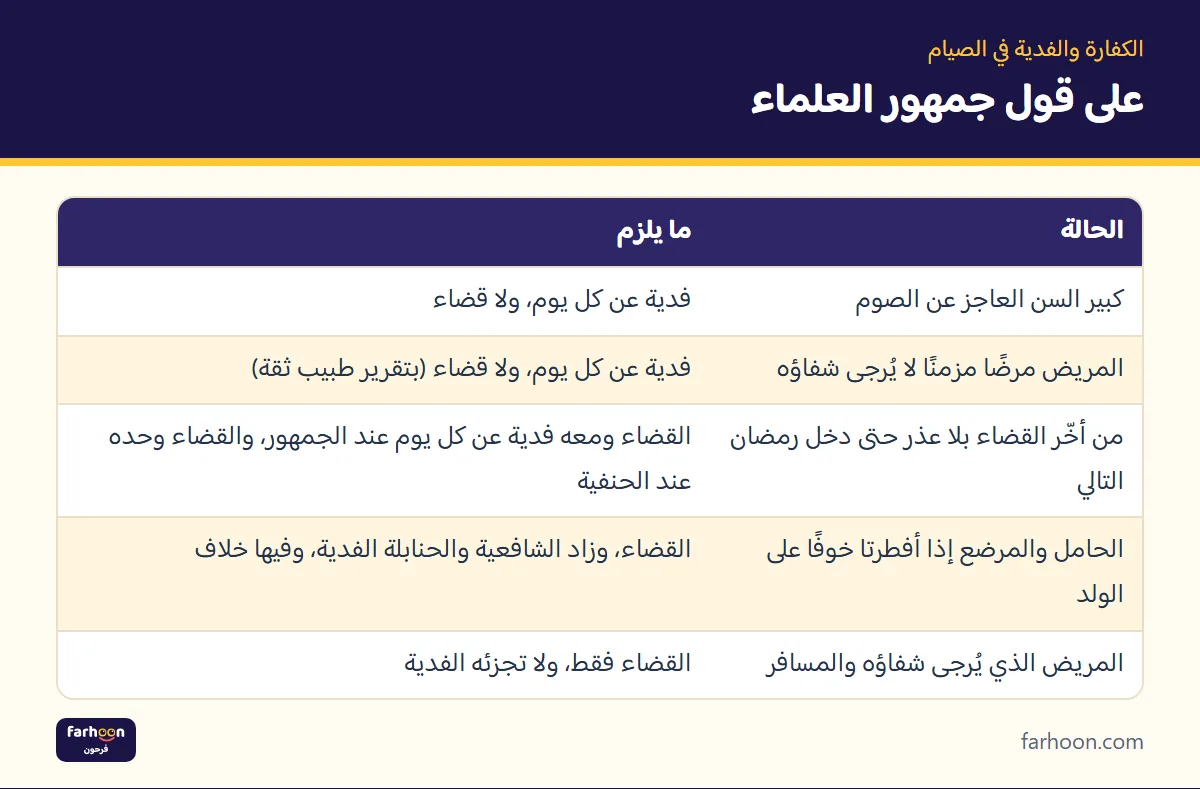 الكفارة والفدية في الصيام
على قول جمهور العلماء
الحالة
ما يلزم
كبير السن العاجز عن الصوم
فدية عن كل يوم، ولا قضاء
المريض مرضًا مزمنًا لا يُرجى شفاؤه
فدية عن كل يوم، ولا قضاء (بتقرير طبيب ثقة)
من أخّر القضاء بلا عذر حتى دخل رمضان
التالي
القضاء ومعه فدية عن كل يوم عند الجمهور، والقضاء وحده
عند الحنفية
الحامل والمرضع إذا أفطرتا خوفًا على
الولد
القضاء، وزاد الشافعية والحنابلة الفدية، وفيها خلاف
المريض الذي يُرجى شفاؤه والمسافر
القضاء فقط، ولا تجزئه الفدية
farhoon.com
farhoon
فرحون